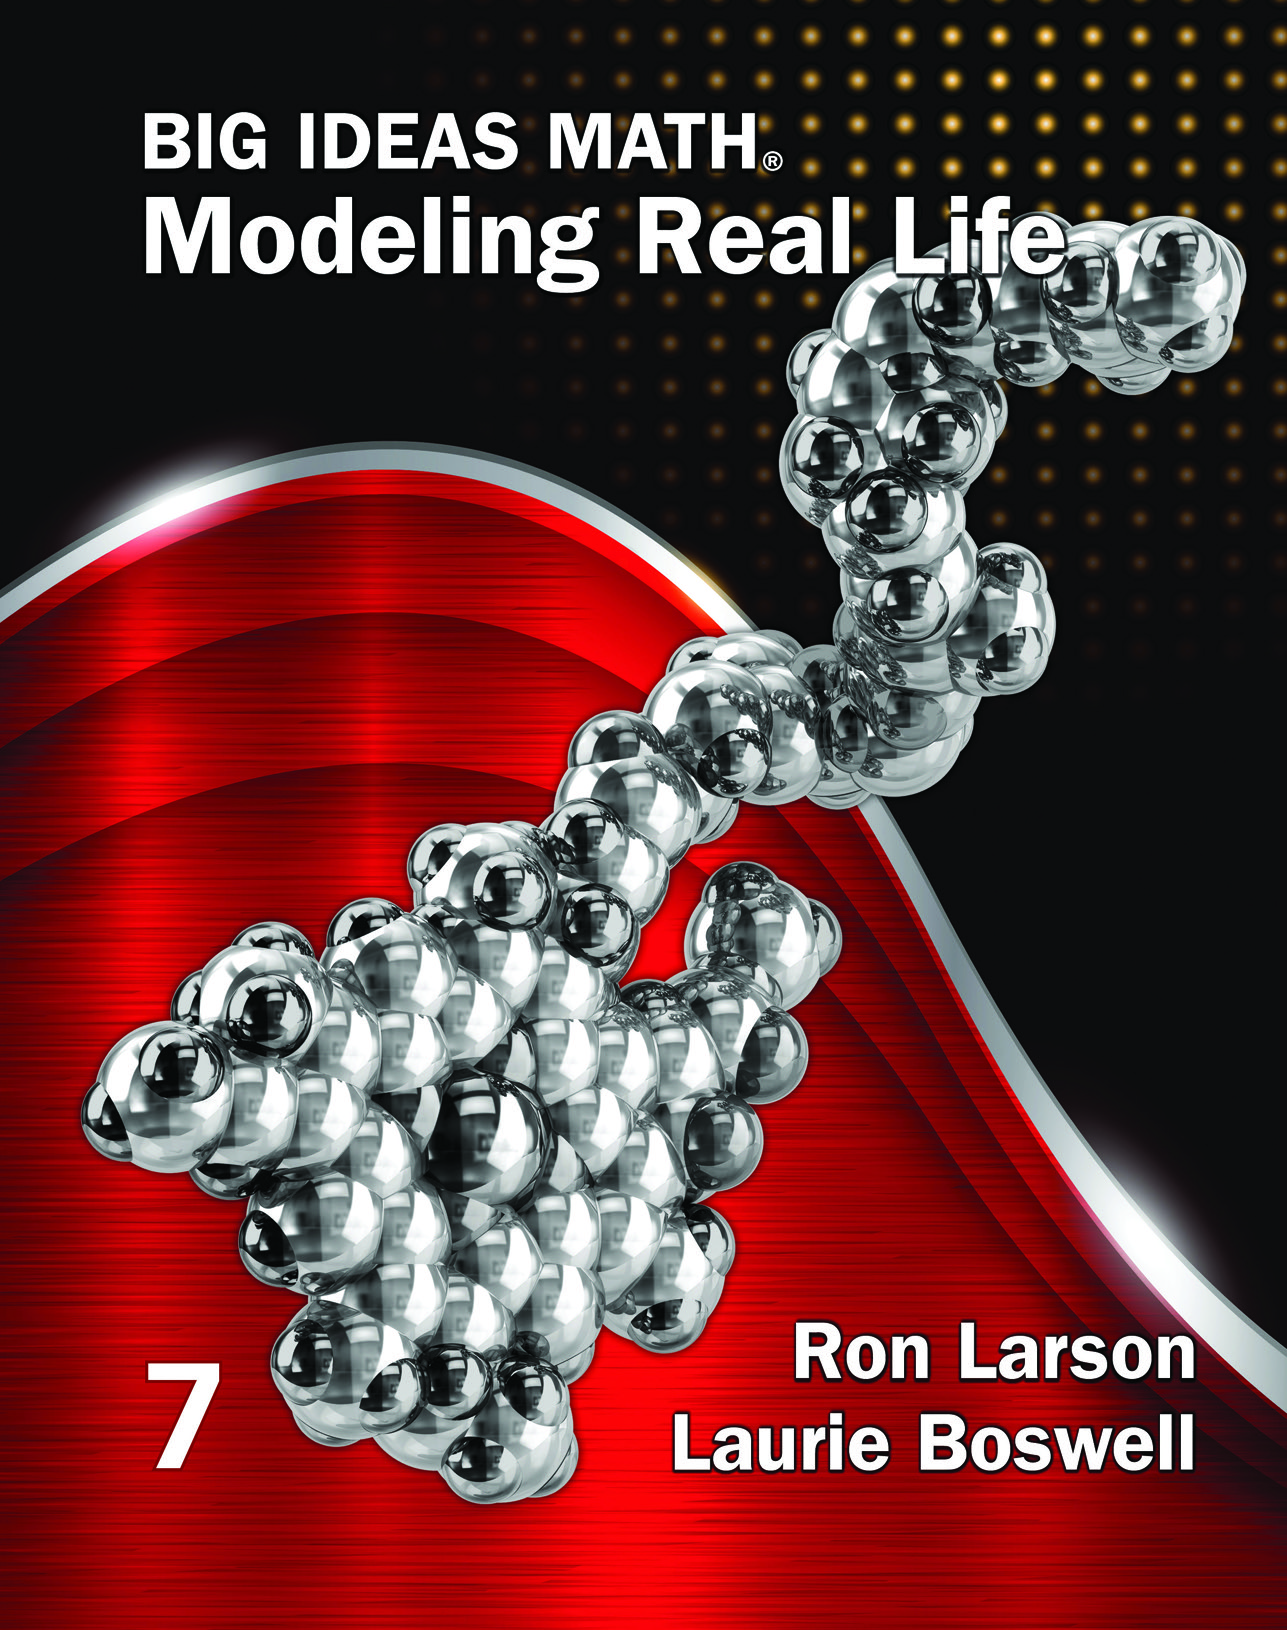 BIG IDEAS MATH®
Modeling Real Life
Ron Larson
7
Laurie Boswell